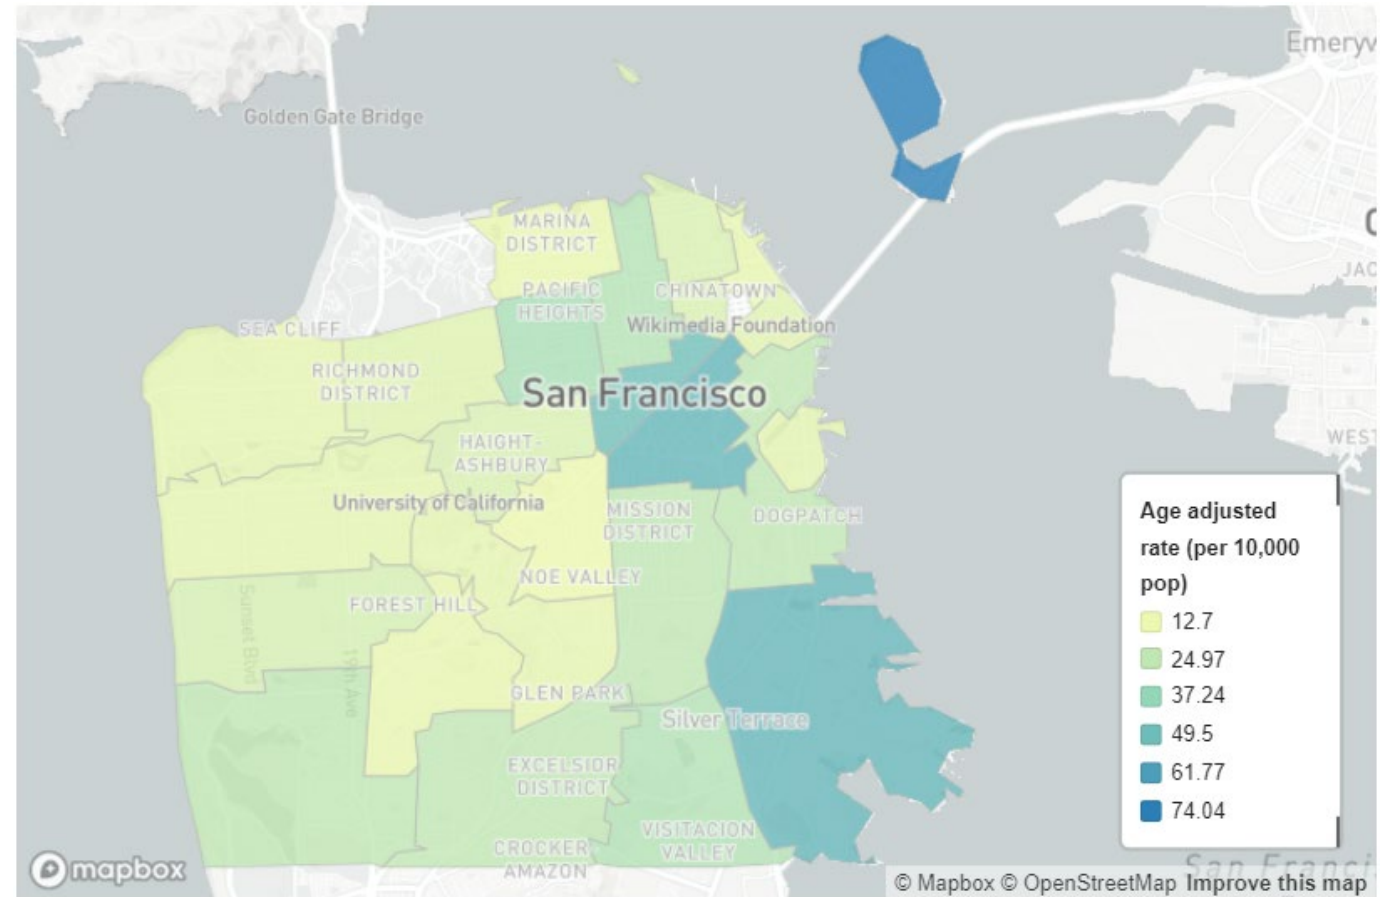 Emeryv
Golden Gate Bridge
MARINA
DISTRICT
PACIFIC
HEIGHTS
CHINATOWN
JAC
SEA CLIFF
Wikimedia Foundation
RICHMOND
DISTRICT
San Francisco
HAIGHT-
ASHBURY
WEST
University of California
MISSION
DISTRICT
DOGPATCH
NOE VALLEY
FOREST HILL
Sunset Blvd
19th Ave
GLEN PARK
Silver Terrace
EXCELSIOR
DISTRICT
VISITACION
VALLEY
CROCKER-
AMAZON
Age adjusted
rate (per 10,000
pop)
12.7
24.97
37.24
49.5
61.77
74.04
San Franci
mapbox
© Mapbox © OpenStreetMap Improve this map